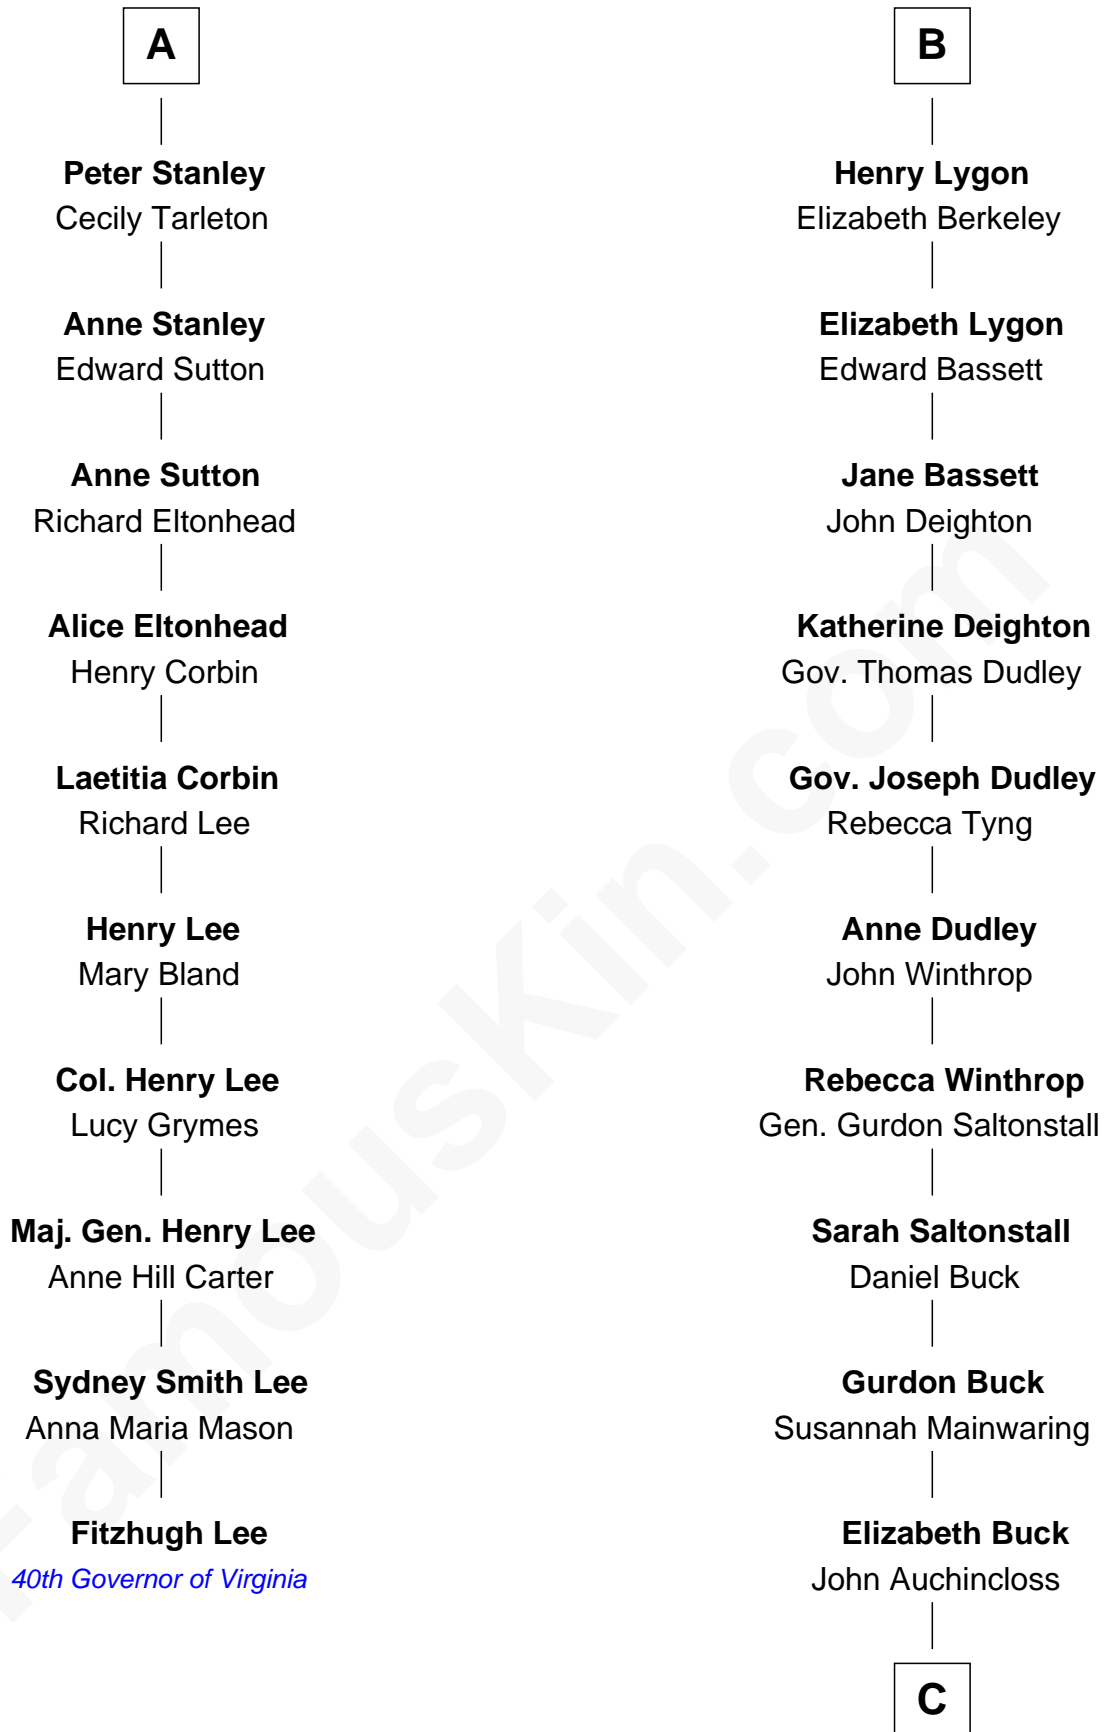 A
Peter Stanley
Cecily Tarleton
Anne Stanley
Edward Sutton
Anne Sutton
Richard Eltonhead
Alice Eltonhead
Henry Corbin
Laetitia Corbin
Richard Lee
Henry Lee
Mary Bland
Col. Henry Lee
Lucy Grymes
Maj. Gen. Henry Lee
Anne Hill Carter
Sydney Smith Lee
Anna Maria Mason
Fitzhugh Lee
40th Governor of Virginia
B
Henry Lygon
Elizabeth Berkeley
Elizabeth Lygon
Edward Bassett
Jane Bassett
John Deighton
Katherine Deighton
Gov. Thomas Dudley
Gov. Joseph Dudley
Rebecca Tyng
Anne Dudley
John Winthrop
Rebecca Winthrop
Gen. Gurdon Saltonstall
Sarah Saltonstall
Daniel Buck
Gurdon Buck
Susannah Mainwaring
Elizabeth Buck
John Auchincloss
C
FamousKin.com